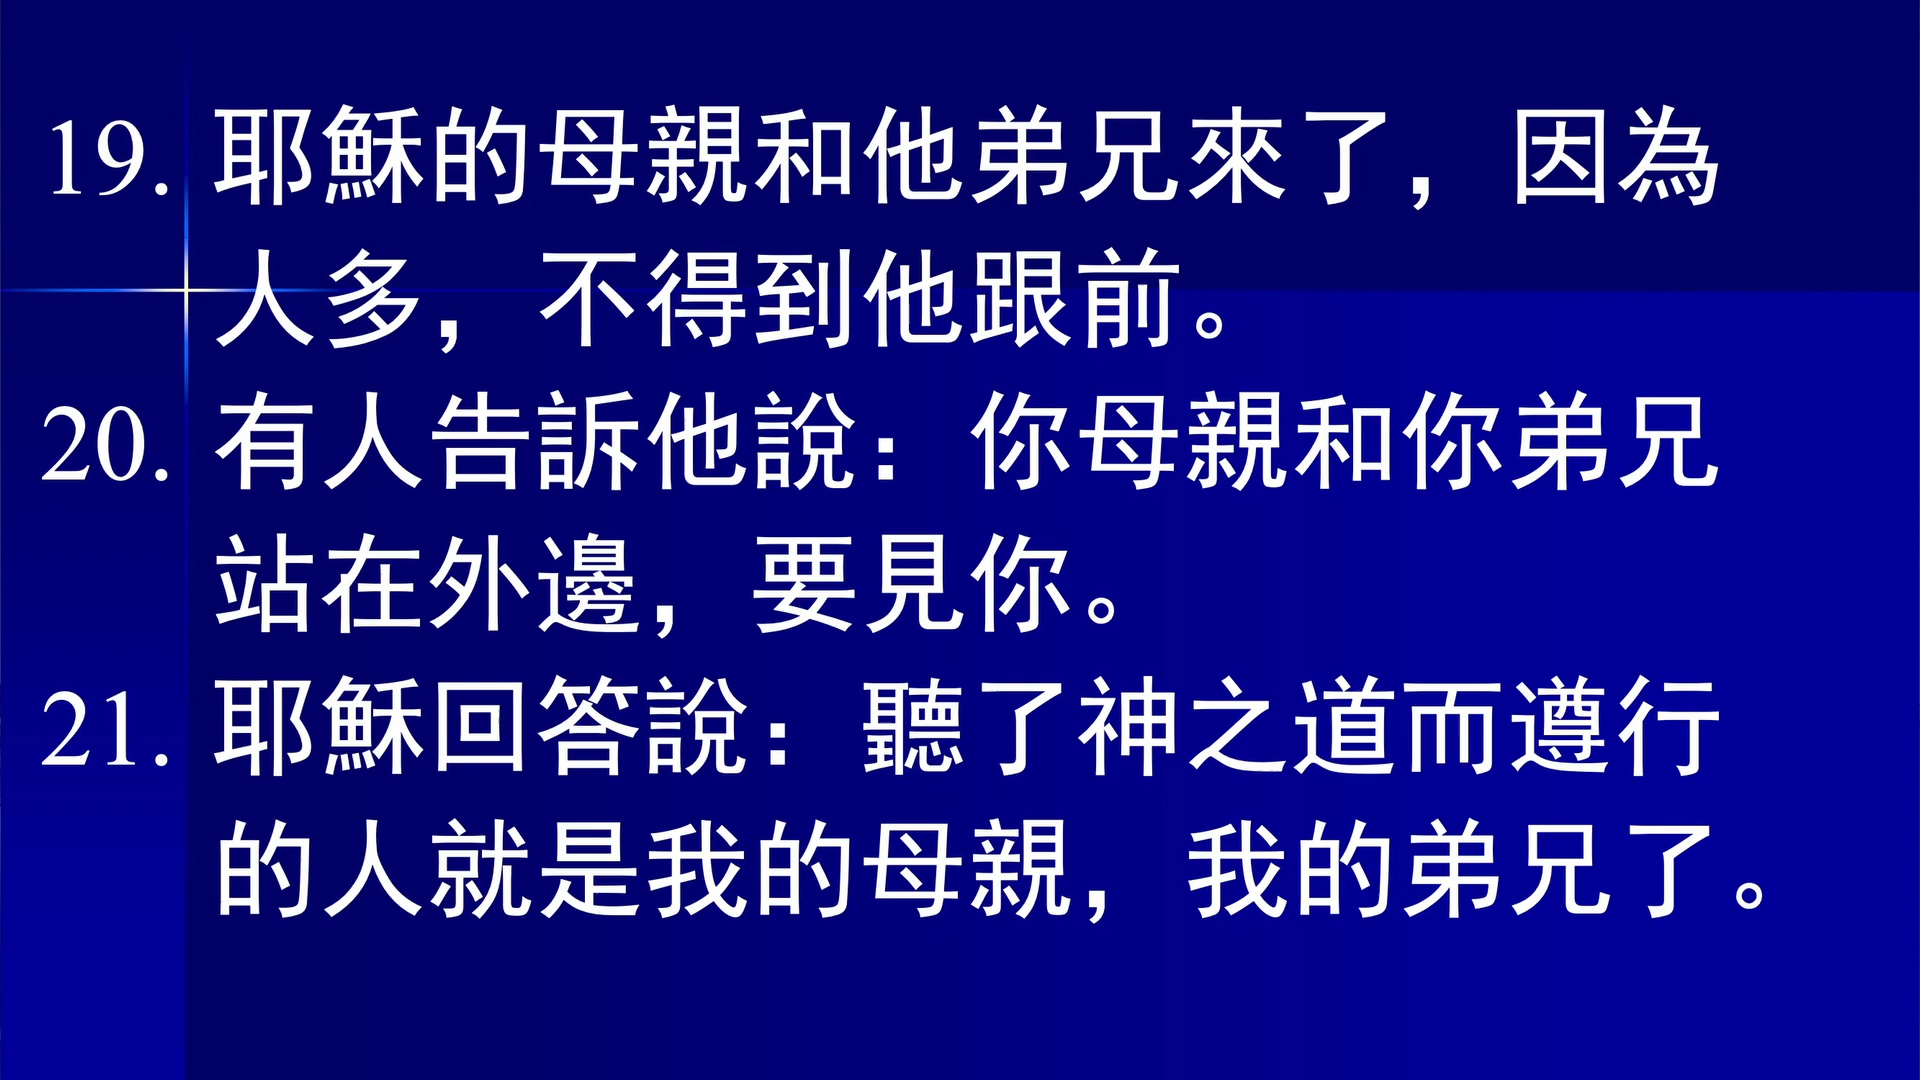 19. 耶穌的母親和他弟兄來了，因為
人多，不得到他跟前。
20. 有人告訴他說：你母親和你弟兄
站在外邊，要見你。
21. 耶穌回答說：聽了神之道而遵行
的人就是我的母親，我的弟兄了。